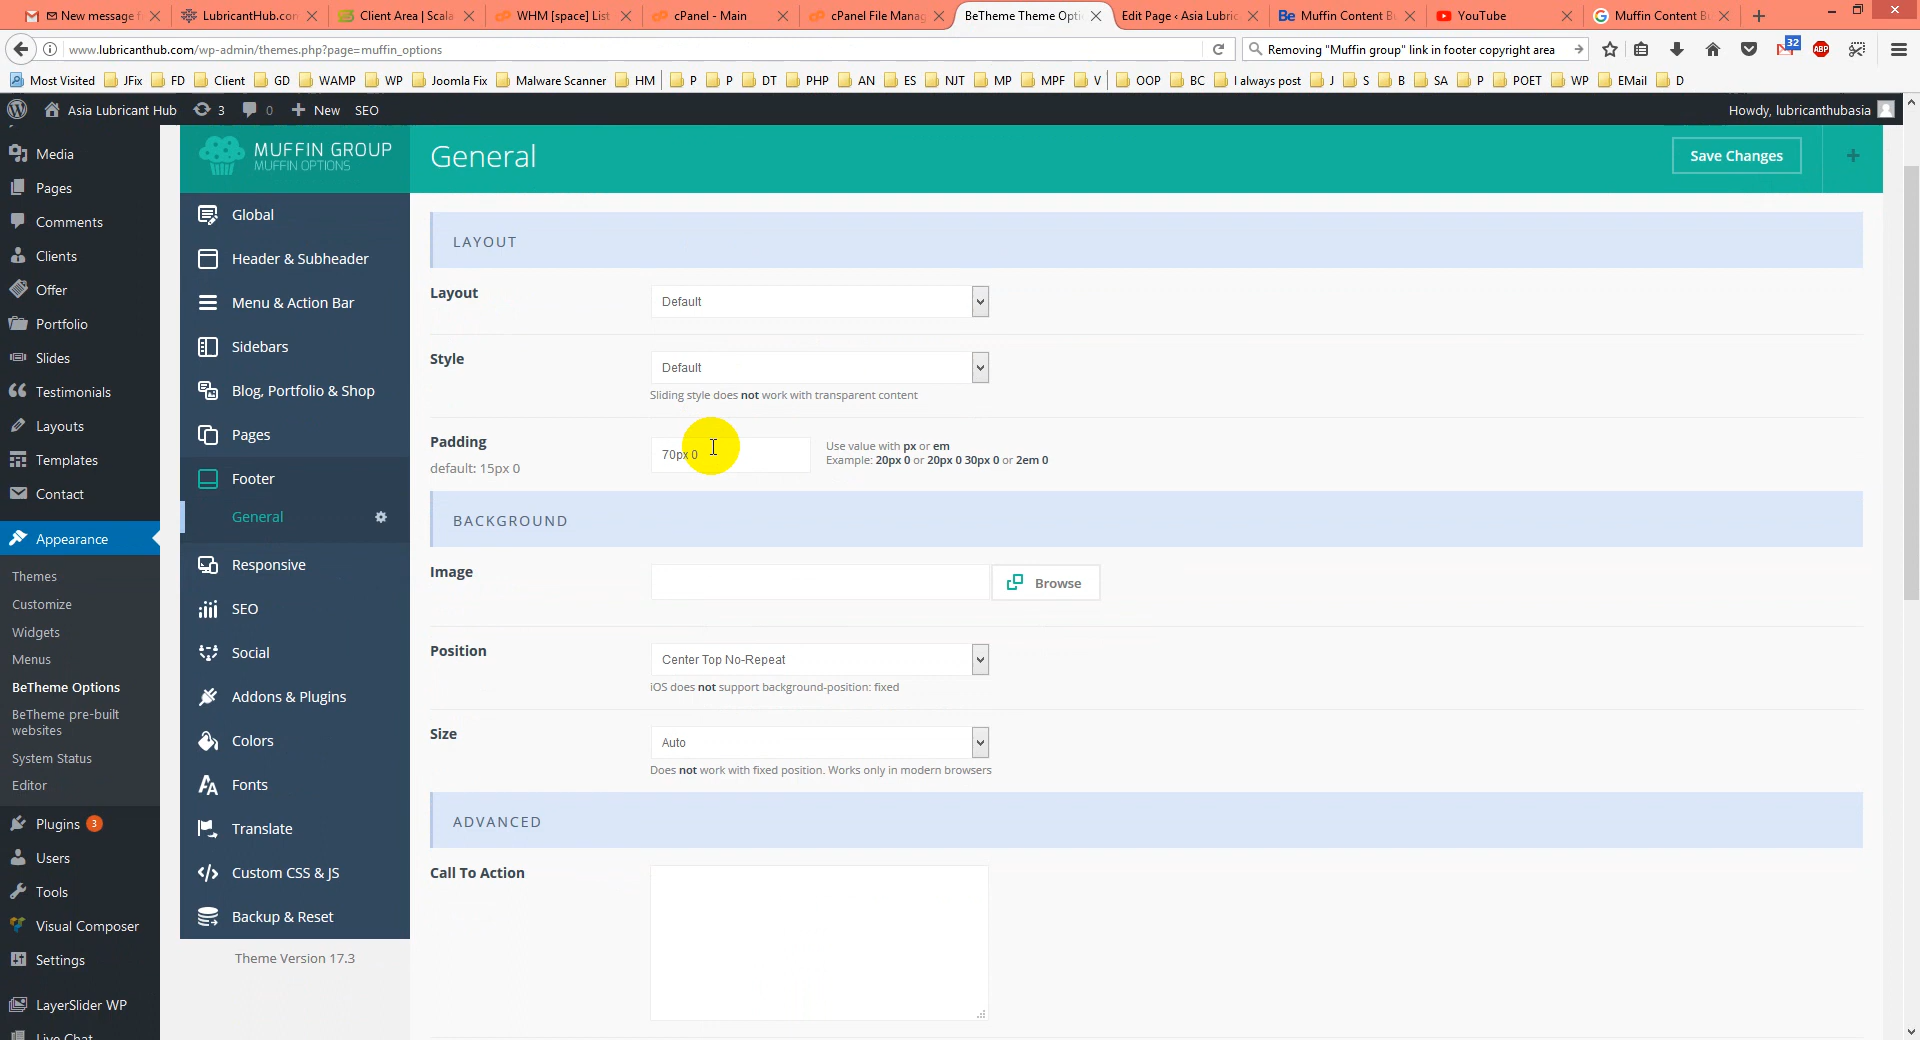 New message f
LubricantHub.con
Client Area | Scala
WHM [space] List
cPanel - Main
cPanel File Manag
BeTheme Theme Opti
Edit Page ‹ Asia Lubric
Be Muffin Content B
YouTube
Muffin Content B
www.lubricanthub.com/wp-admin/themes.php?page=muffin_options
Removing "Muffin group" link in footer copyright area
32
ABP
Most Visited JFix FD Client GD WAMP WP Joomla Fix Malware Scanner HM P P DT PHP AN ES NJT MP MPF V OOP BC I always post J S B SA P POET WP EMail D
Asia Lubricant Hub 3 0 New SEO
Howdy, lubricanthubasia
Media
Pages
Comments
Clients
Offer
Portfolio
Slides
Testimonials
Layouts
Templates
Contact
Appearance
Themes
Customize
Widgets
Menus
BeTheme Options
BeTheme pre-built
websites
System Status
Editor
Plugins 3
Users
Tools
Visual Composer
Settings
LayerSlider WP
Live Chat
MUFFIN GROUP
MUFFIN OPTIONS
Global
Header & Subheader
Menu & Action Bar
Sidebars
Blog, Portfolio & Shop
Pages
Footer
General
Responsive
SEO
Social
Addons & Plugins
Colors
Fonts
Translate
Custom CSS & JS
Backup & Reset
Theme Version 17.3
General
Save Changes
LAYOUT
Layout
Default
Style
Default
Sliding style does not work with transparent content
Padding
default: 15px 0
70px 0
Use value with px or em
Example: 20px 0 or 20px 0 30px 0 or 2em 0
BACKGROUND
Image
Browse
Position
Center Top No-Repeat
iOS does not support background-position: fixed
Size
Auto
Does not work with fixed position. Works only in modern browsers
ADVANCED
Call To Action